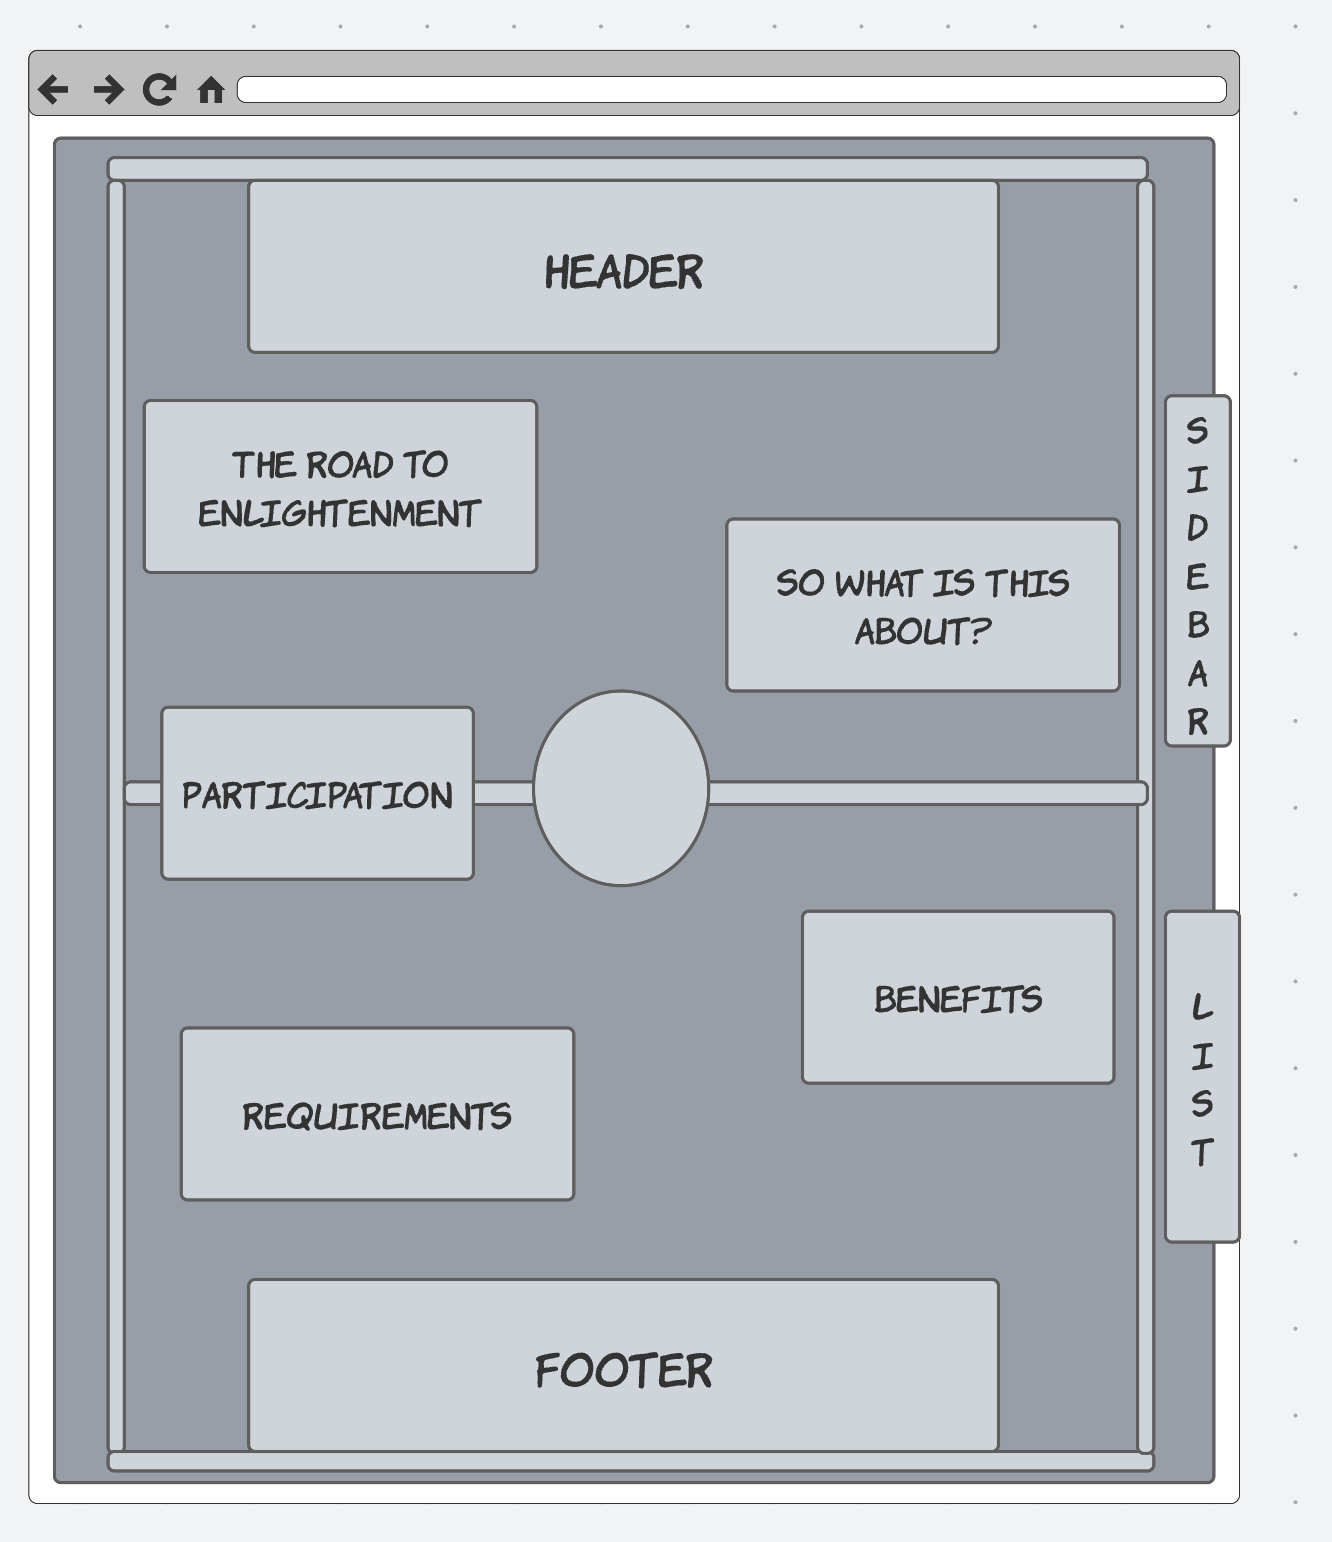 HEADER
THE ROAD TO
ENLIGHTENMENT
SO WHAT IS THIS
ABOUT?
S
I
D
E
B
A
R
PARTICIPATION
BENEFITS
L
I
S
T
REQUIREMENTS
FOOTER